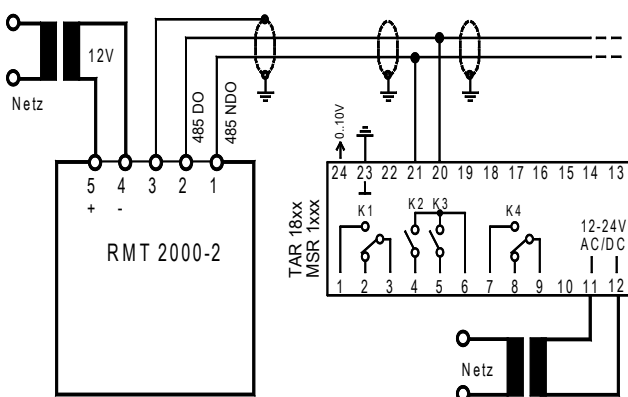 12V
Netz
485 DO
485 NDO
5 4 3 2 1
+ -
RMT 2000-2
0..10V
24 23 22 21 20 19 18 17 16 15 14 13
TAR 18xx
MSR 1xxx
K1 K2 K3 K4
12-24V
AC/DC
1 2 3 4 5 6 7 8 9 10 11 12
Netz